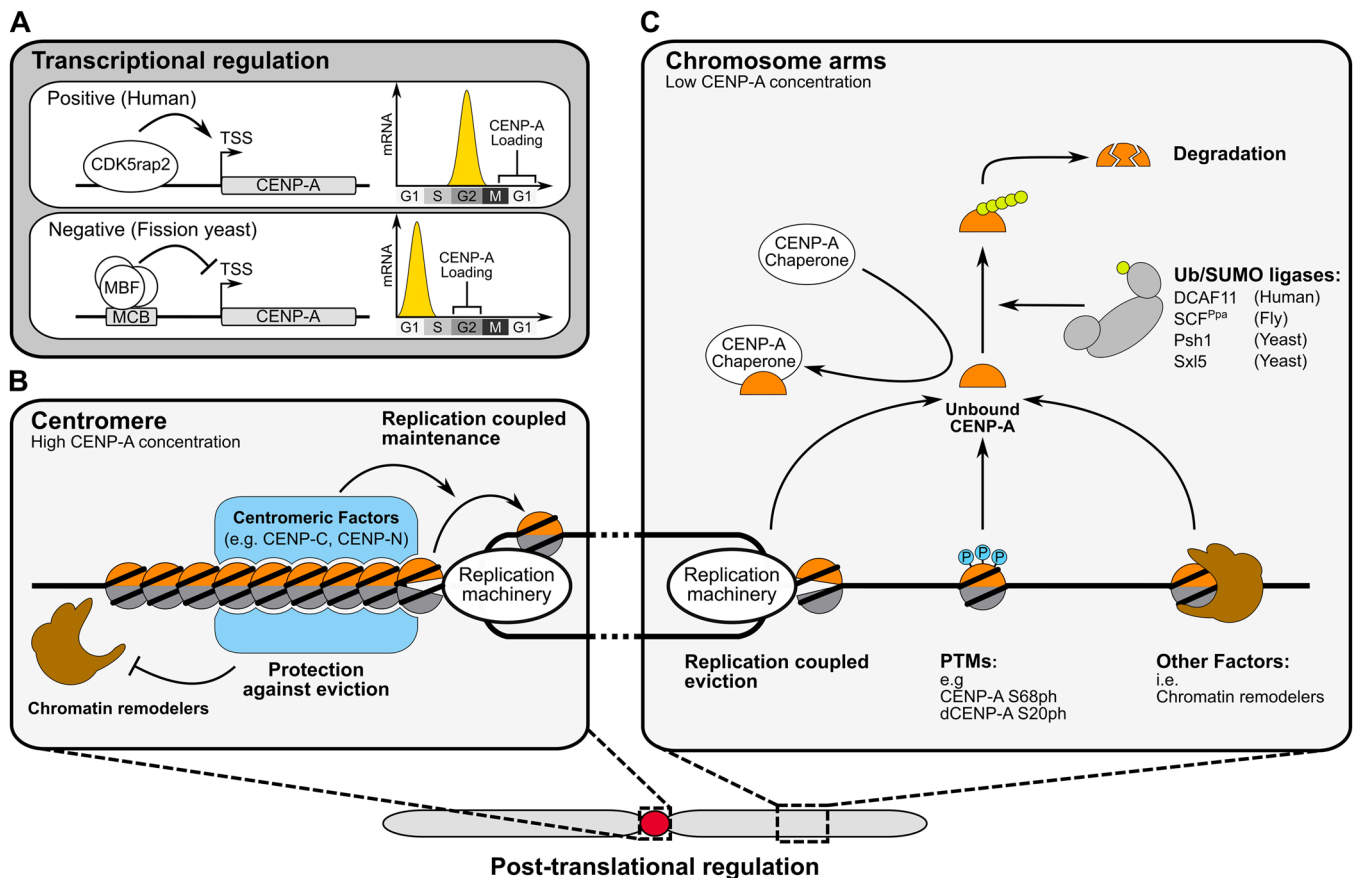 A
Transcriptional regulation
Positive (Human)
CDK5rap2
TSS
CENP-A
mRNA
CENP-A
Loading
G1 S G2 M G1
Negative (Fission yeast)
MBF
MCB
TSS
CENP-A
mRNA
CENP-A
Loading
G1 S G2 M G1
B
Centromere
High CENP-A concentration
Replication coupled
maintenance
Centromeric Factors
(e.g. CENP-C, CENP-N)
Replication
machinery
Protection
against eviction
Chromatin remodelers
C
Chromosome arms
Low CENP-A concentration
Degradation
CENP-A
Chaperone
CENP-A
Chaperone
Ub/SUMO ligases:
DCAF11 (Human)
SCFPpa (Fly)
Psh1 (Yeast)
Sxl5 (Yeast)
Unbound
CENP-A
Replication
machinery
P P P
Replication coupled
eviction
PTMs:
e.g
CENP-A S68ph
dCENP-A S20ph
Other Factors:
i.e.
Chromatin remodelers
Post-translational regulation